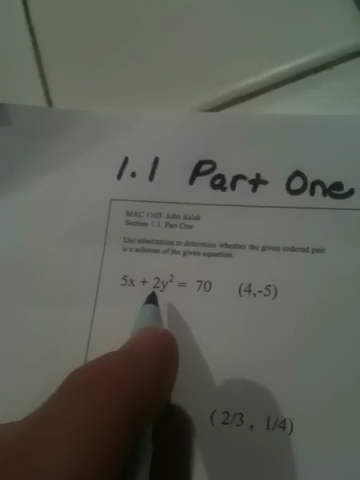 1.1 Part One
MAC 1105 John Salak
Section 1.1 Part One
Use substitution to determine whether the given ordered pair
is a solution of the given equation.
5x + 2y² = 70 (4,-5)
( 2/3 , 1/4)